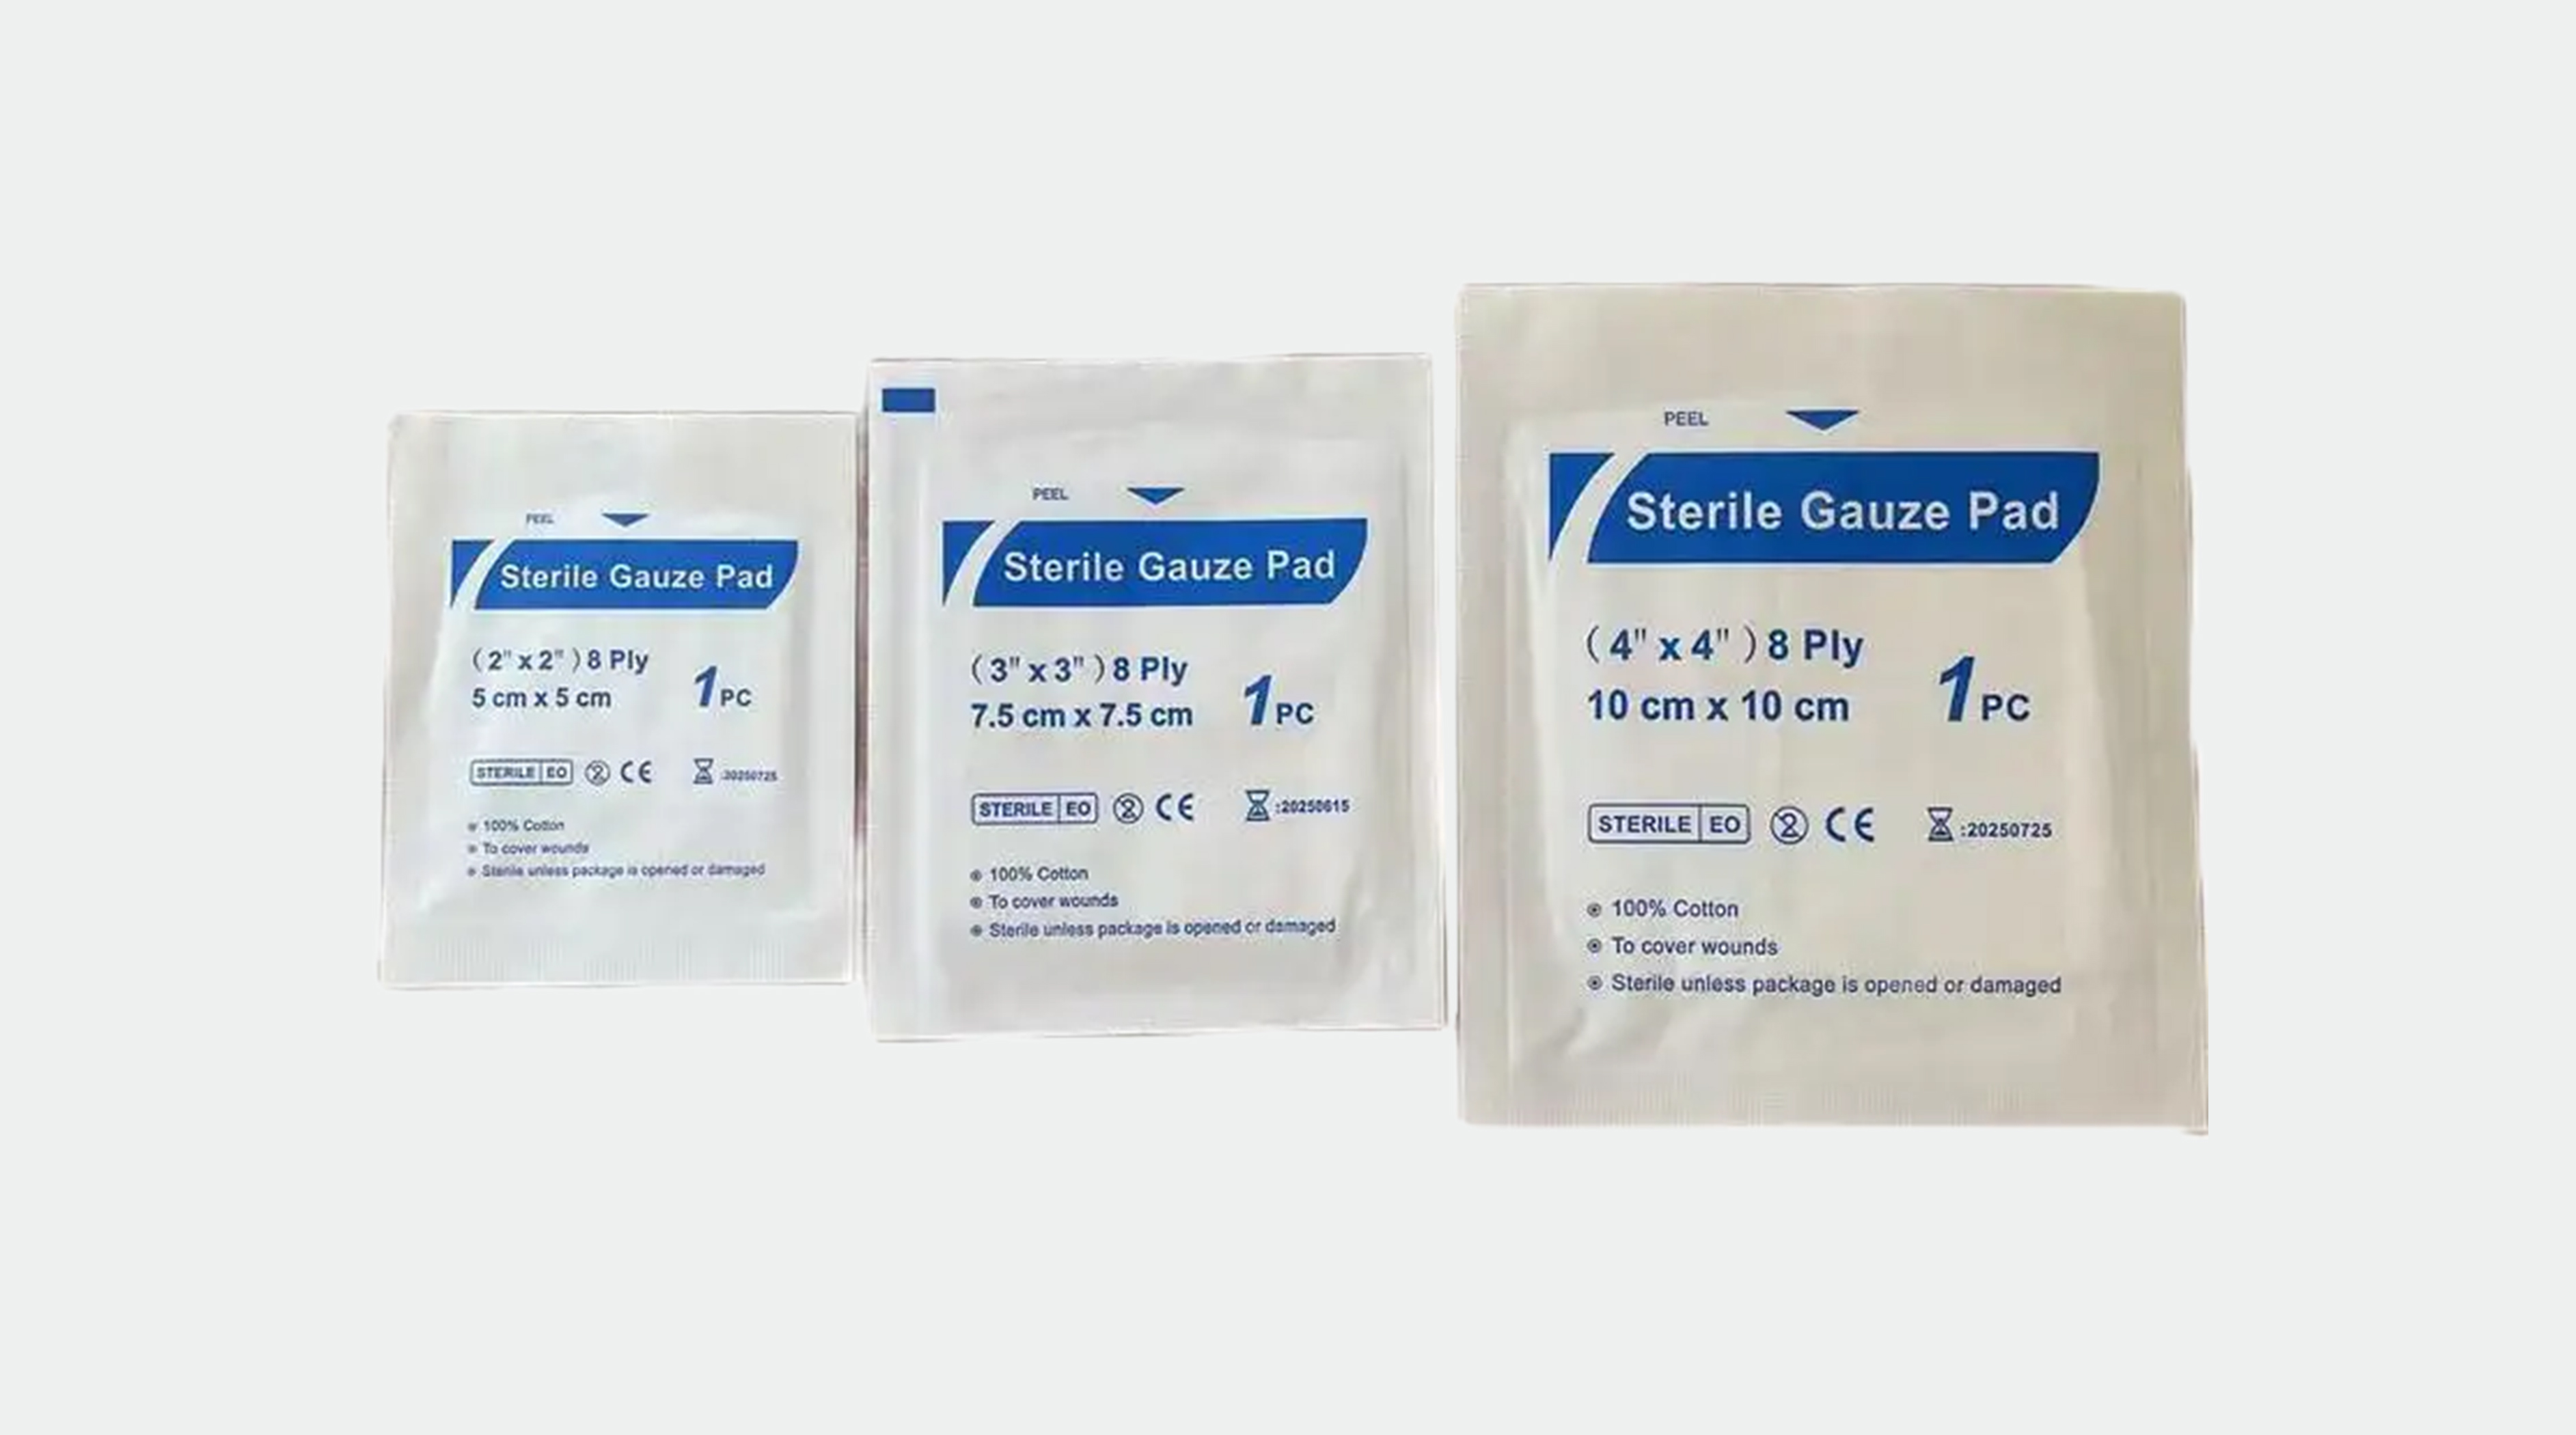 PEEL
Sterile Gauze Pad
(2" x 2") 8 Ply
5 cm x 5 cm
1 PC
STERILE EO 2 CE :20250725
100% Cotton
To cover wounds
Sterile unless package is opened or damaged
PEEL
Sterile Gauze Pad
(3" x 3") 8 Ply
7.5 cm x 7.5 cm
1 PC
STERILE EO 2 CE :20250615
100% Cotton
To cover wounds
Sterile unless package is opened or damaged
PEEL
Sterile Gauze Pad
(4" x 4") 8 Ply
10 cm x 10 cm
1 PC
STERILE EO 2 CE :20250725
100% Cotton
To cover wounds
Sterile unless package is opened or damaged